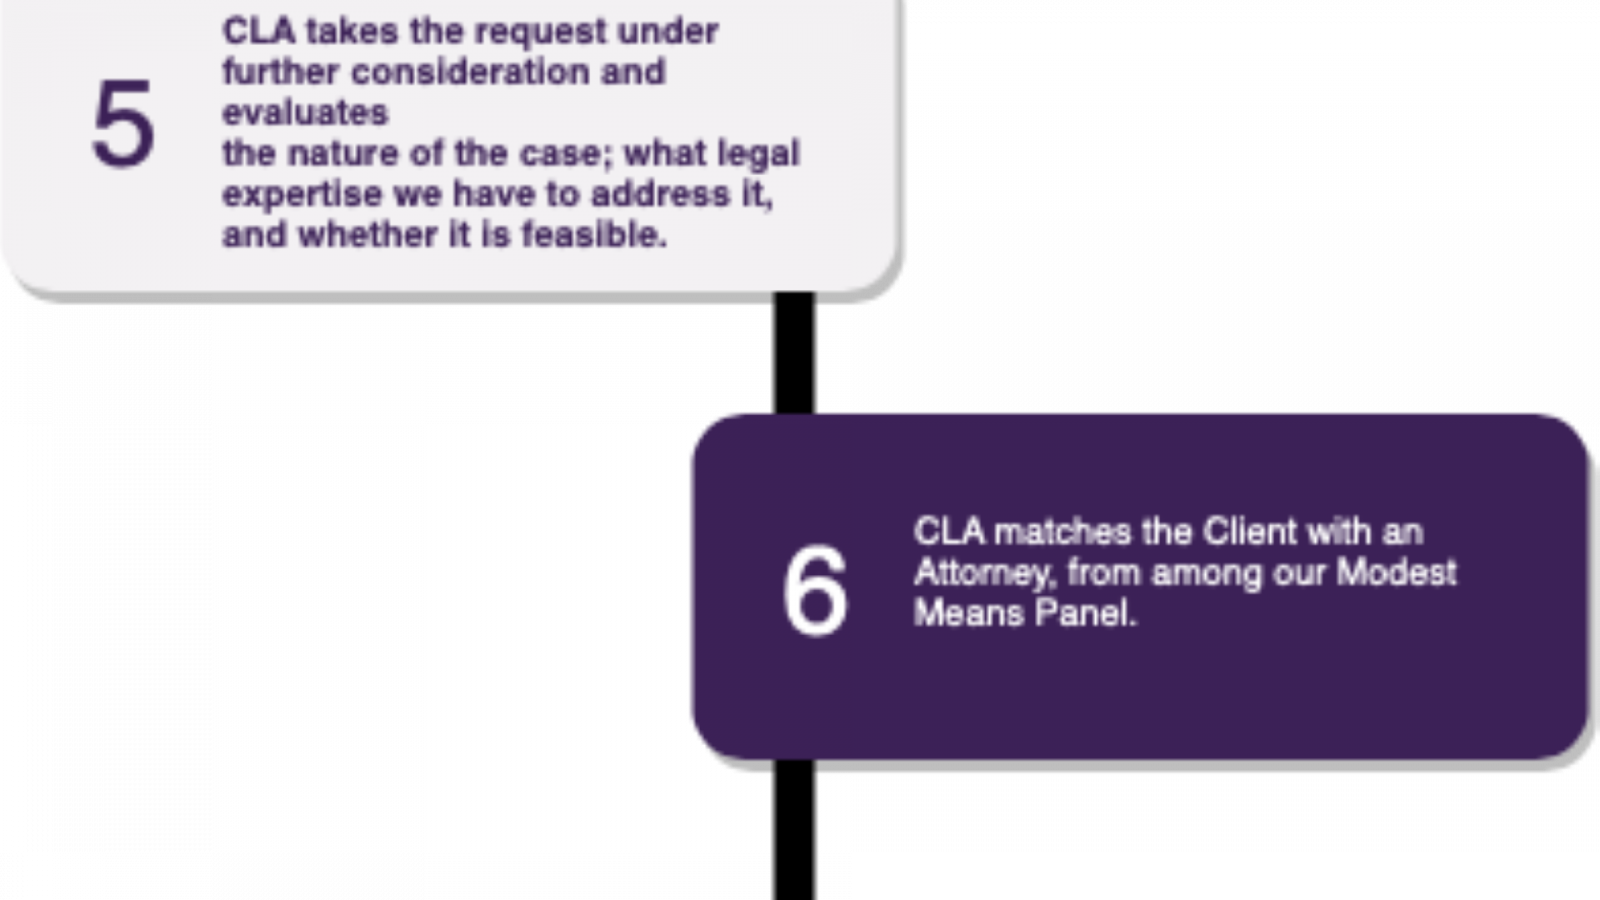 5
CLA takes the request under
further consideration and
evaluates
the nature of the case; what legal
expertise we have to address it,
and whether it is feasible.
6
CLA matches the Client with an
Attorney, from among our Modest
Means Panel.